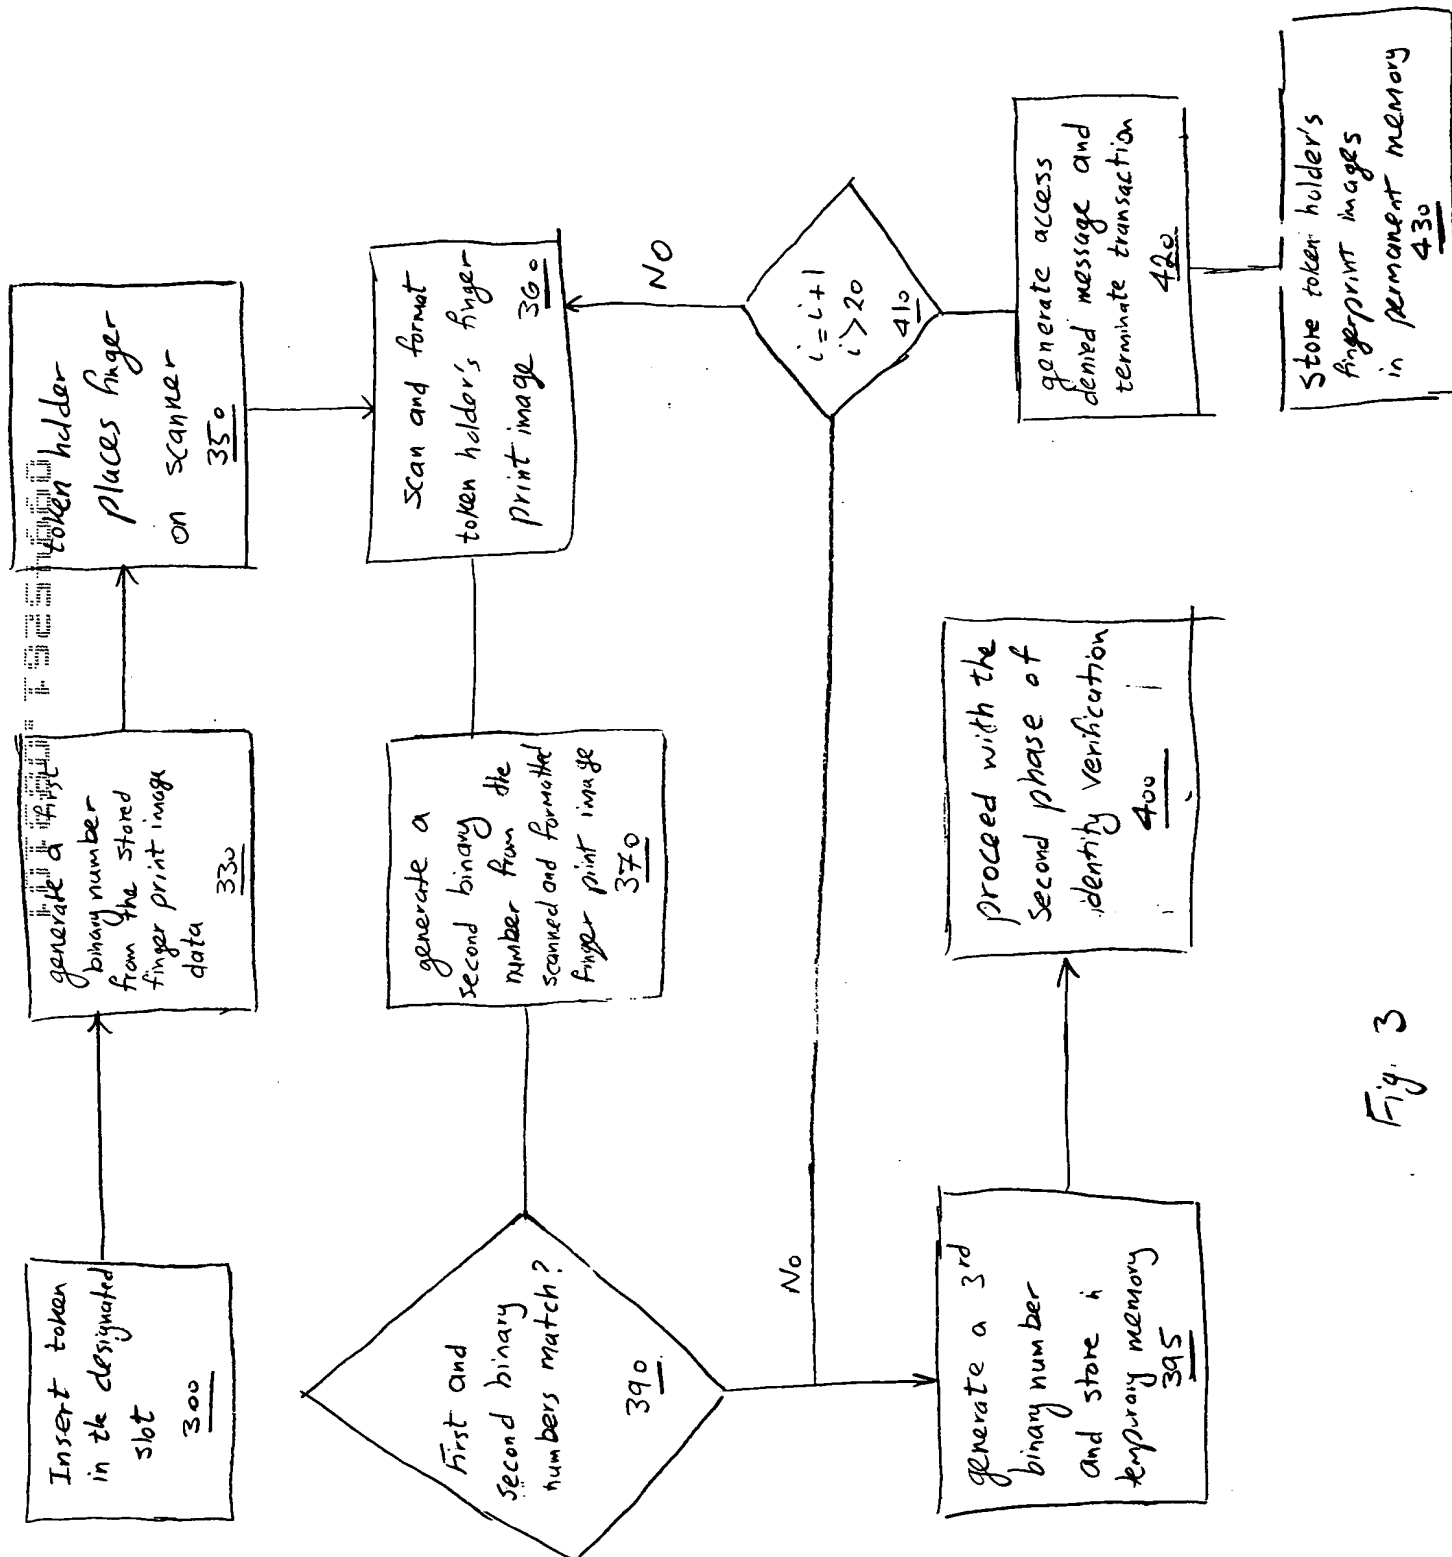 Insert token
in the designated
slot
300
generate a first
binary number
from the stored
finger print image
data
330
token holder
places finger
on scanner
350
scan and format
token holder's finger
print image
360
generate a
second binary
number from the
scanned and formatted
finger print image
370
First and
second binary
numbers match?
390
No
NO
i=i+1
i>20
410
generate a 3rd
binary number
and store in
temporary memory
395
proceed with the
second phase of
identity verification
400
generate access
denied message and
terminate transaction
420
Store token holder's
fingerprint images
in permanent memory
430
Fig. 3